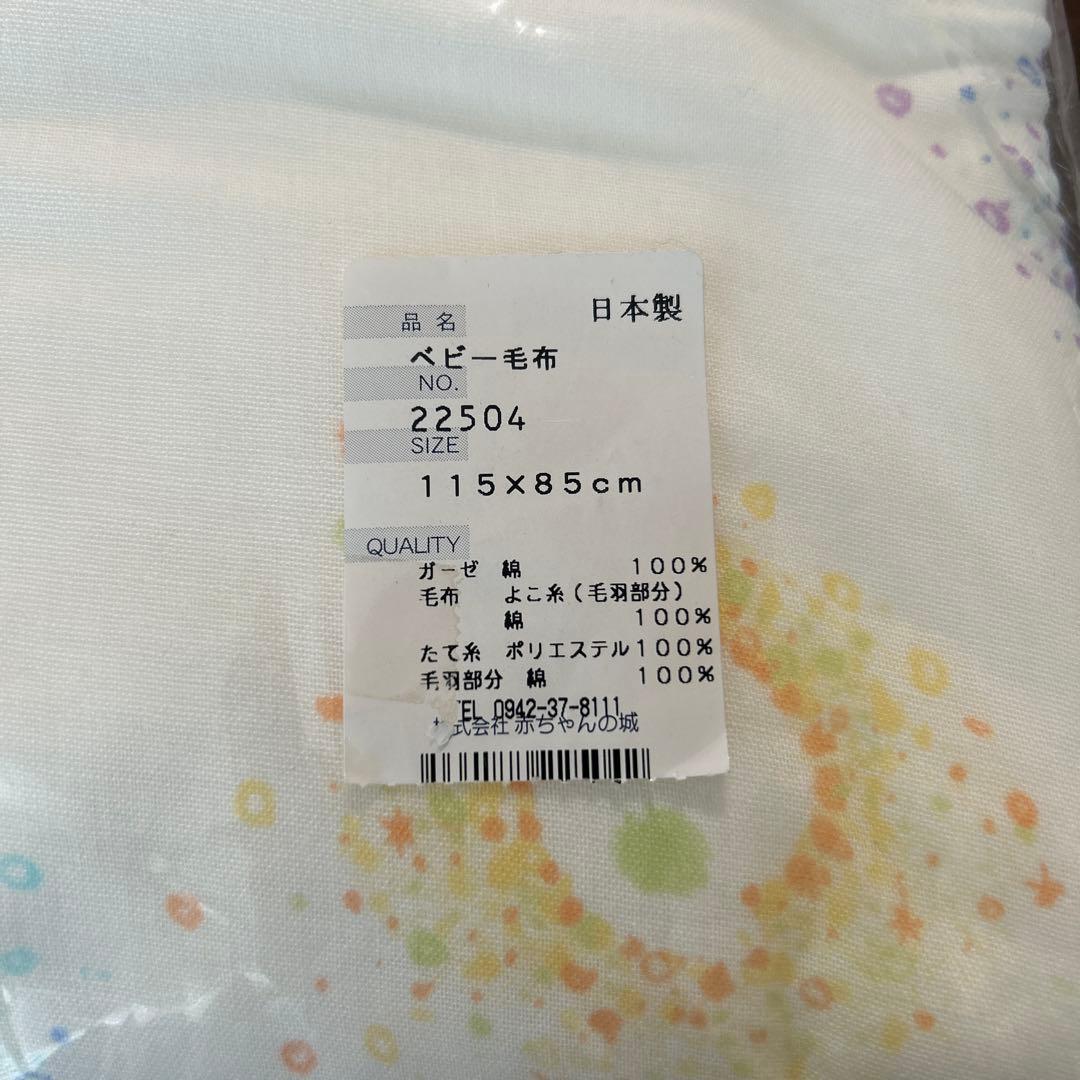 日本製
品名
ベビー毛布
NO.
22504
SIZE
115×85cm
QUALITY
ガーゼ 綿 100%
毛布 よこ糸(毛羽部分)
綿 100%
たて糸 ポリエステル100%
毛羽部分 綿 100%
TEL 0942-37-8111
式会社 赤ちゃんの城